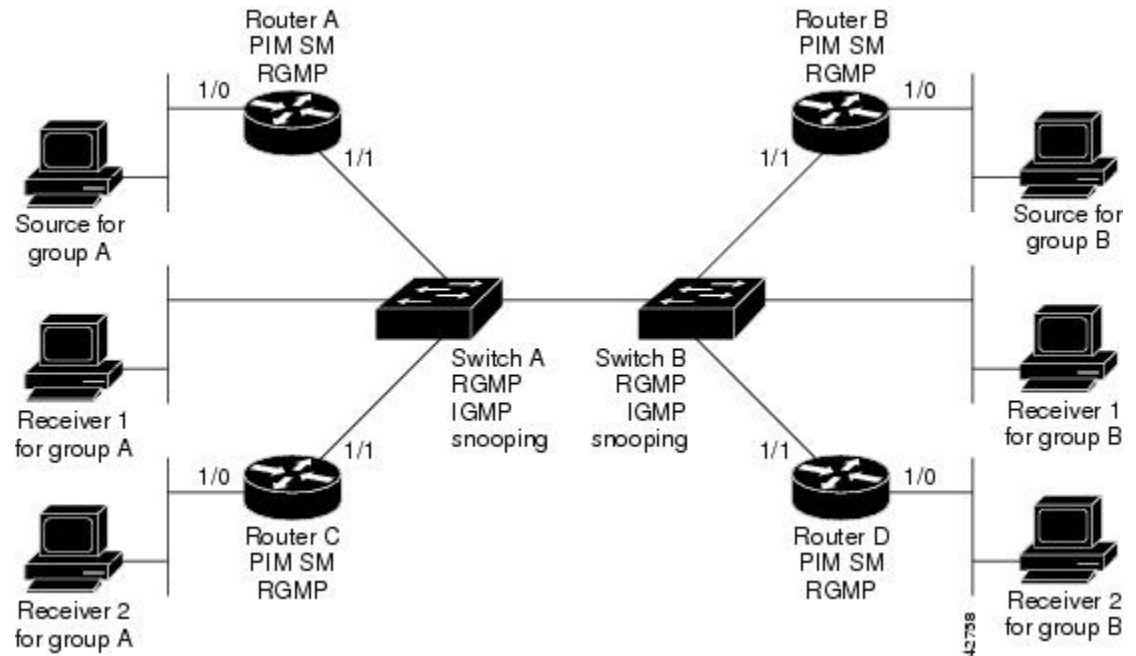 Router A
PIM SM
RGMP
Router B
PIM SM
RGMP
1/0
1/0
1/1
1/1
Source for
group A
Source for
group B
Switch A
RGMP
IGMP
snooping
Switch B
RGMP
IGMP
snooping
Receiver 1
for group A
Receiver 1
for group B
1/1
1/1
1/0
1/0
Router C
PIM SM
RGMP
Router D
PIM SM
RGMP
Receiver 2
for group A
Receiver 2
for group B
42758